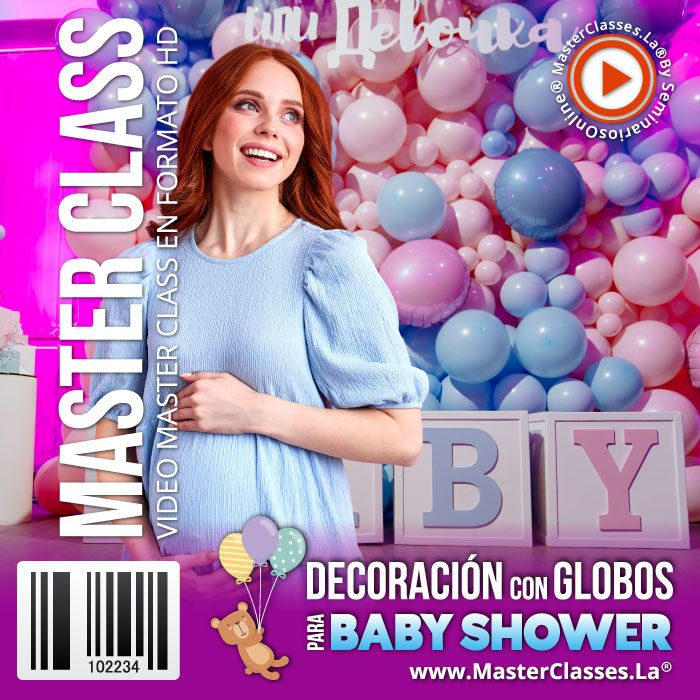 или Девочка
MasterClasses.La® By SeminariosOnline®
MASTER CLASS
VIDEO MASTER CLASS EN FORMATO HD
BY
102234
DECORACIÓN CON GLOBOS
PARA BABY SHOWER
www.MasterClasses.La®